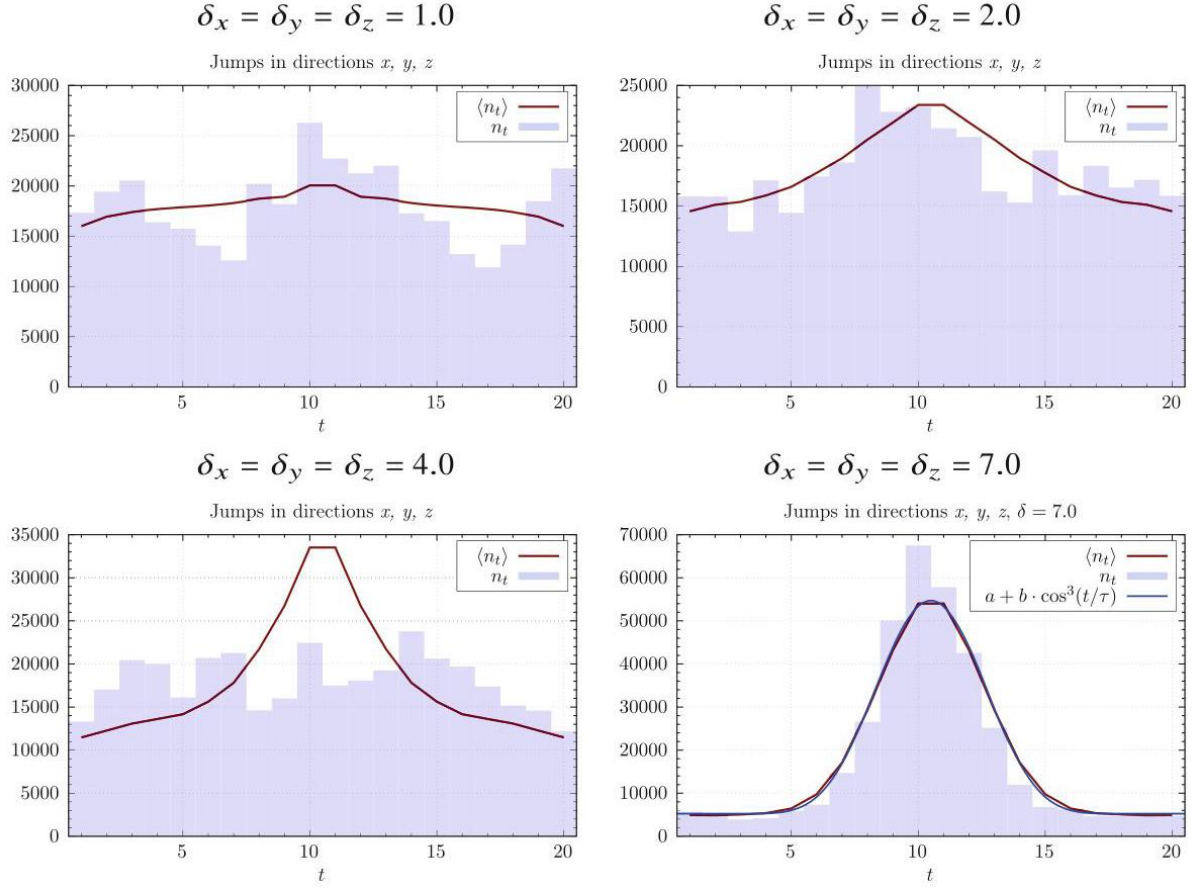 δx = δy = δz = 1.0
Jumps in directions x, y, z
30000
25000
20000
15000
10000
5000
0
⟨nt⟩
nt
5
10
15
20
t
δx = δy = δz = 2.0
Jumps in directions x, y, z
25000
20000
15000
10000
5000
0
⟨nt⟩
nt
5
10
15
20
t
δx = δy = δz = 4.0
Jumps in directions x, y, z
35000
30000
25000
20000
15000
10000
5000
0
⟨nt⟩
nt
5
10
15
20
t
δx = δy = δz = 7.0
Jumps in directions x, y, z, δ = 7.0
70000
60000
50000
40000
30000
20000
10000
0
⟨nt⟩
nt
a + b · cos³(t/τ)
5
10
15
20
t